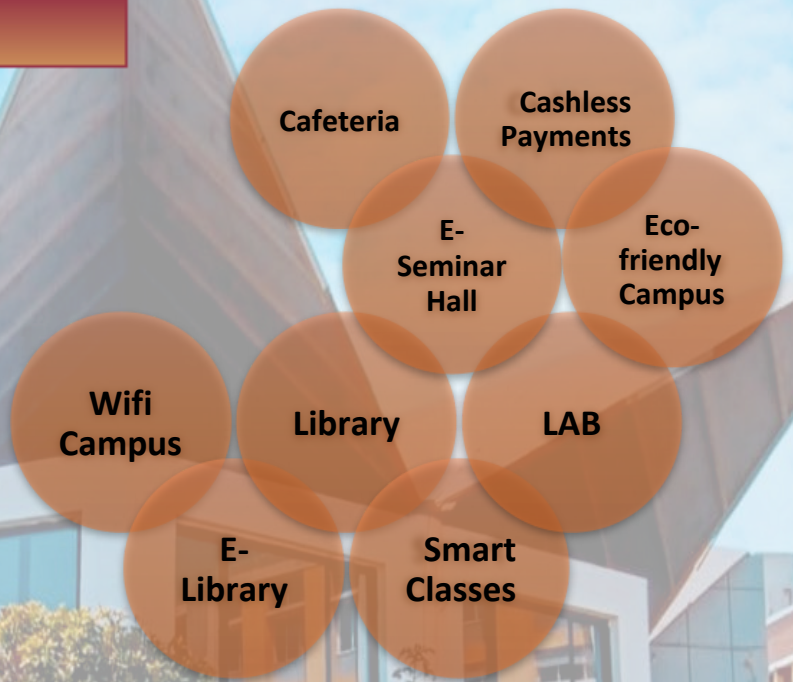 Cafeteria
Cashless
Payments
E-
Seminar
Hall
Eco-
friendly
Campus
Wifi
Campus
Library
LAB
E-
Library
Smart
Classes